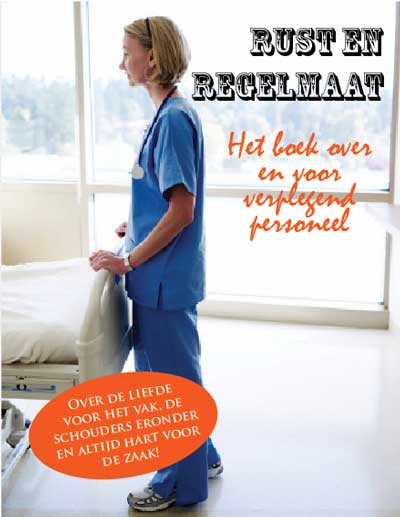 RUST EN
REGELMAAT
Het boek over
en voor
verplegend
personeel
OVER DE LIEFDE
VOOR HET VAK, DE
SCHOUDERS ERONDER
EN ALTIJD HART VOOR
DE ZAAK!